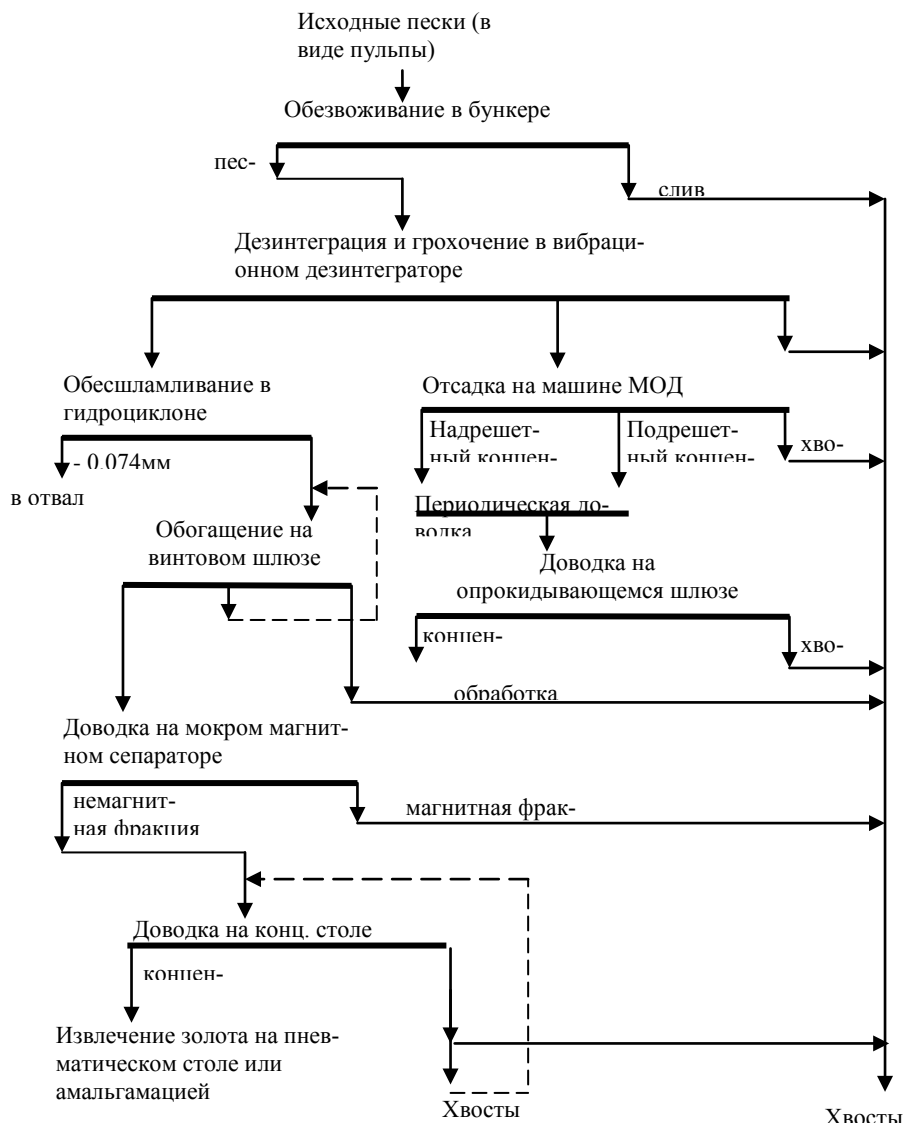 Исходные пески (в
виде пульпы)
Обезвоживание в бункере
пес-
слив
Дезинтеграция и грохочение в вибраци-
онном дезинтеграторе
Обесшламливание в
гидроциклоне
Отсадка на машине МОД
Надрешет-
ный концен-
Подрешет-
ный концен-
хво-
- 0.074мм
в отвал
Периодическая до-
водка
Обогащение на
винтовом шлюзе
Доводка на
опрокидывающемся шлюзе
концен-
хво-
обработка
Доводка на мокром магнит-
ном сепараторе
немагнит-
ная фракция
магнитная фрак-
Доводка на конц. столе
концен-
Извлечение золота на пнев-
матическом столе или
амальгамацией
Хвосты
Хвосты